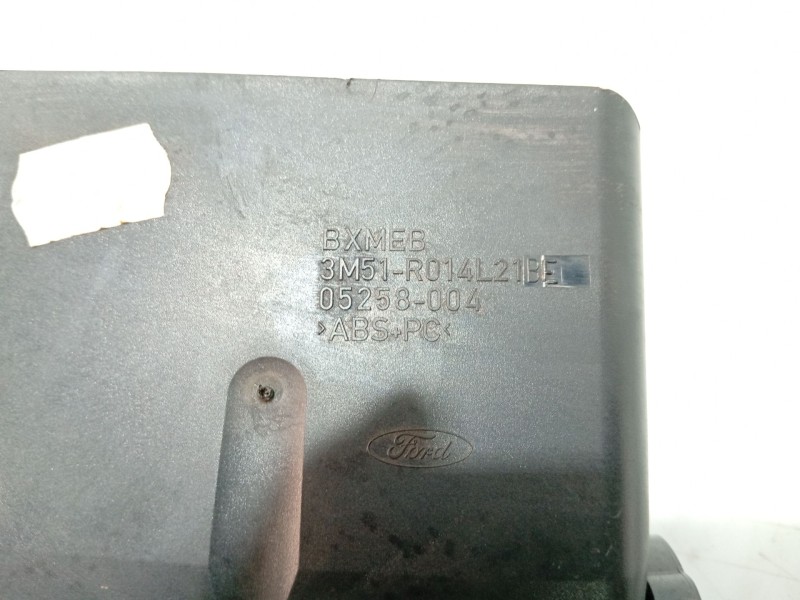 BXMEB
3M51-R014L21BE
05258-004
>ABS+PC<
Ford